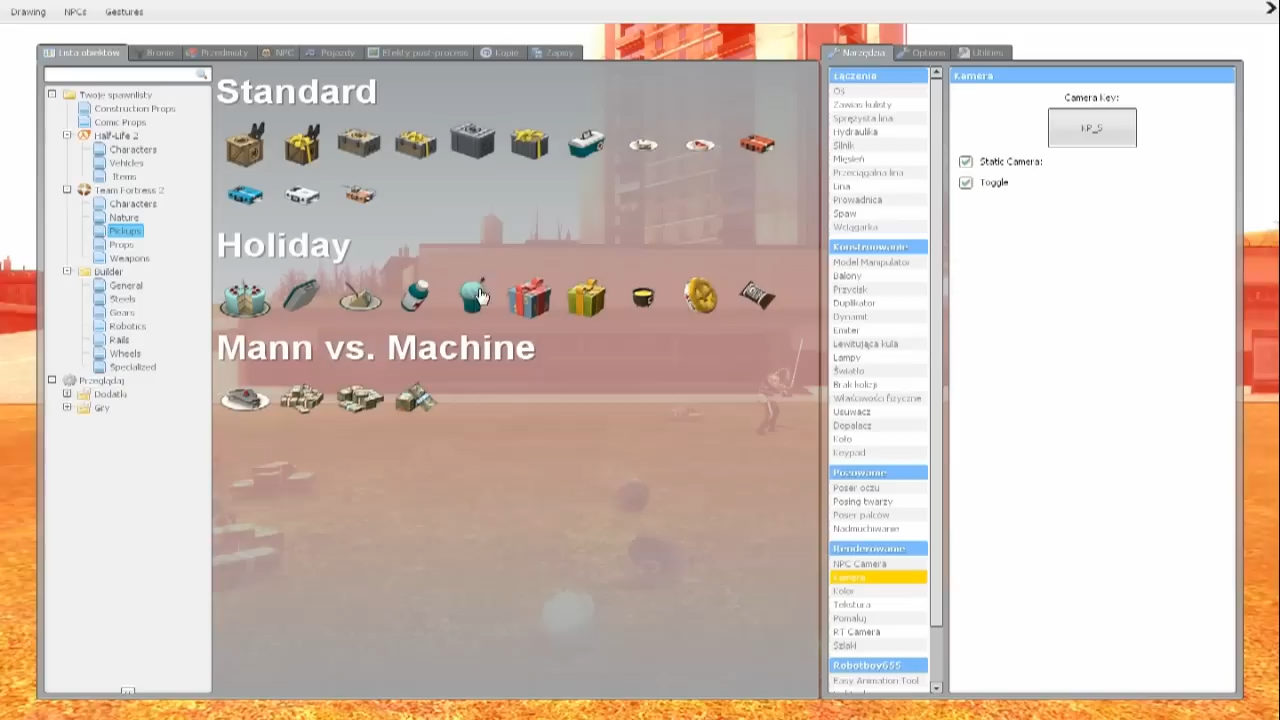 Drawing NPCs Gestures
Lista obiektów Bronie Przedmioty NPC Pojazdy Efekty post-process Kopie Zapisy
Narzędzia Options Utilities
Twoje spawnlisty
Construction Props
Comic Props
Half-Life 2
Characters
Vehicles
Items
Team Fortress 2
Characters
Nature
Pickups
Props
Weapons
Builder
General
Steels
Gears
Robotics
Rails
Wheels
Specialized
Przeglądaj
Dodatki
Gry
Standard
Holiday
Mann vs. Machine
Łączenia
Oś
Zawias kulisty
Sprężysta lina
Hydraulika
Silnik
Mięsień
Przeciągalna lina
Lina
Prowadnica
Spaw
Wciągarka
Konstruowanie
Model Manipulator
Balony
Przycisk
Duplikator
Dynamit
Emiter
Lewitująca kula
Lampy
Światło
Brak kolizji
Właściwości fizyczne
Usuwacz
Dopalacz
Koło
Keypad
Pozowanie
Poser oczu
Posing twarzy
Poser palców
Nadmuchiwanie
Renderowanie
NPC Camera
Kamera
Kolor
Tekstura
Pomaluj
RT Camera
Szlaki
Robotboy655
Easy Animation Tool
Kamera
Camera Key:
KP_5
Static Camera:
Toggle